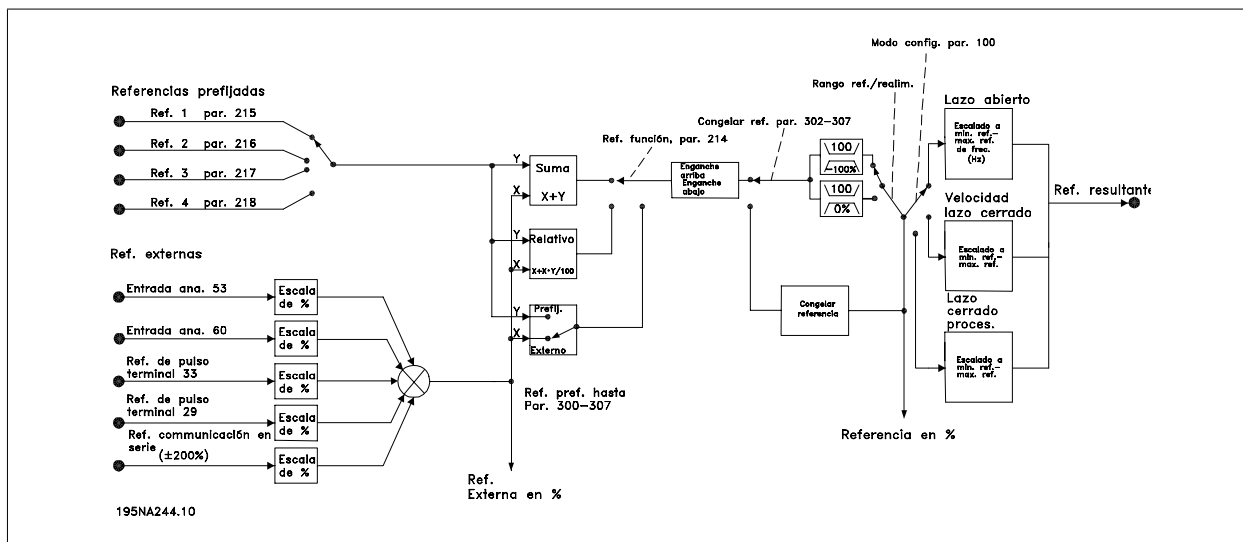 Modo config. par. 100
Rango ref./realim.
Congelar ref par. 302-307
Ref. función, par. 214
Referencias prefijadas
Ref. 1 par. 215
Ref. 2 par. 216
Ref. 3 par. 217
Ref. 4 par. 218
Y
X
Suma
X+Y
Enganche
arriba
Enganche
abajo
100
-100%
100
0%
Lazo abierto
Escalado a
min. ref.-
max. ref.
de frec.
(Hz)
Ref. resultante
Y
X
Relativo
X+X·Y/100
Velocidad
lazo cerrado
Escalado a
min. ref.-
max. ref.
Ref. externas
Entrada ana. 53
Escala
de %
Entrada ana. 60
Escala
de %
Ref. de pulso
terminal 33
Escala
de %
Ref. de pulso
terminal 29
Escala
de %
Ref. communicación en
serie
(±200%)
Escala
de %
Y
X
Prefij.
Externo
Congelar
referencia
Lazo
cerrado
proces.
Escalado a
min. ref.-
max. ref.
Ref. pref. hasta
Par. 300-307
Referencia en %
Ref.
Externa en %
195NA244.10